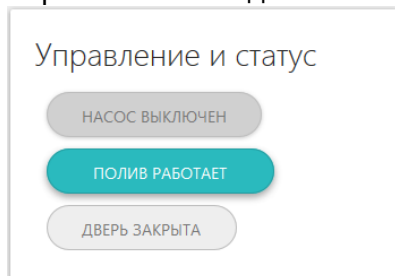 Управление и статус
НАСОС ВЫКЛЮЧЕН
ПОЛИВ РАБОТАЕТ
ДВЕРЬ ЗАКРЫТА